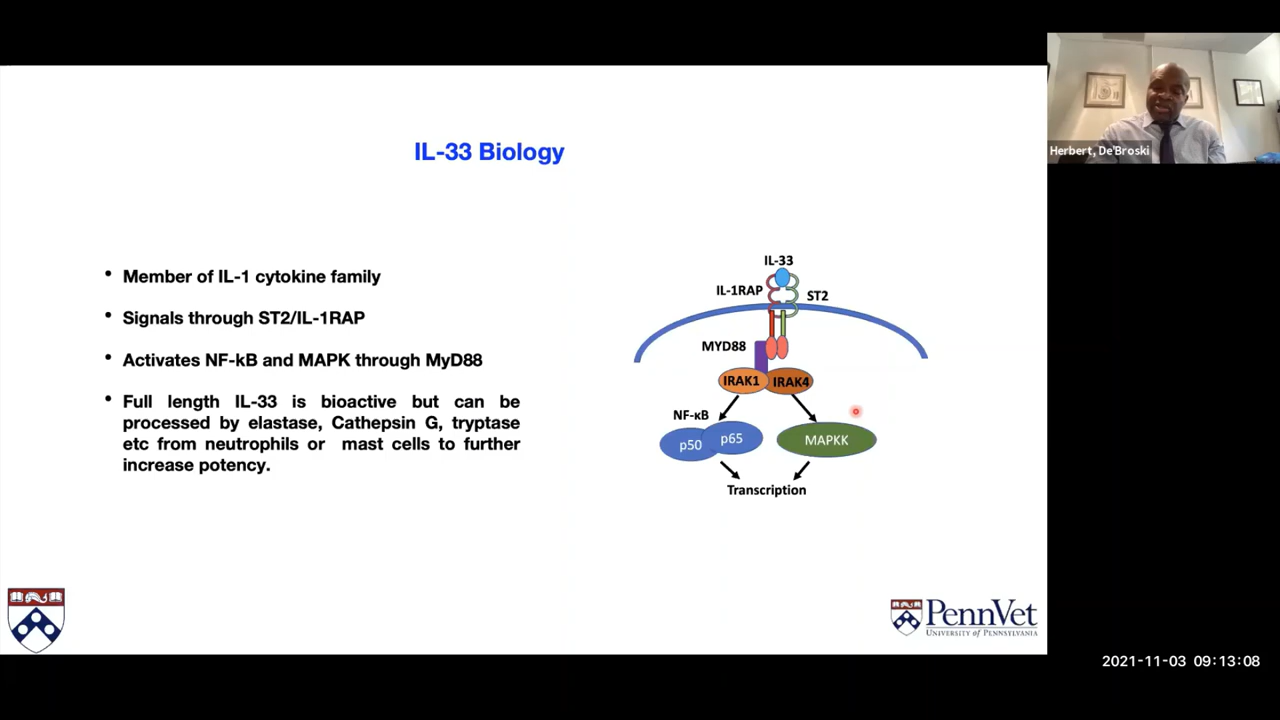 IL-33 Biology
Herbert, De'Broski
• Member of IL-1 cytokine family
• Signals through ST2/IL-1RAP
• Activates NF-kB and MAPK through MyD88
• Full length IL-33 is bioactive but can be
processed by elastase, Cathepsin G, tryptase
etc from neutrophils or mast cells to further
increase potency.
IL-33
IL-1RAP
ST2
MYD88
IRAK1
IRAK4
NF-κB
p50
p65
MAPKK
Transcription
PennVet
UNIVERSITY of PENNSYLVANIA
2021-11-03 09:13:08